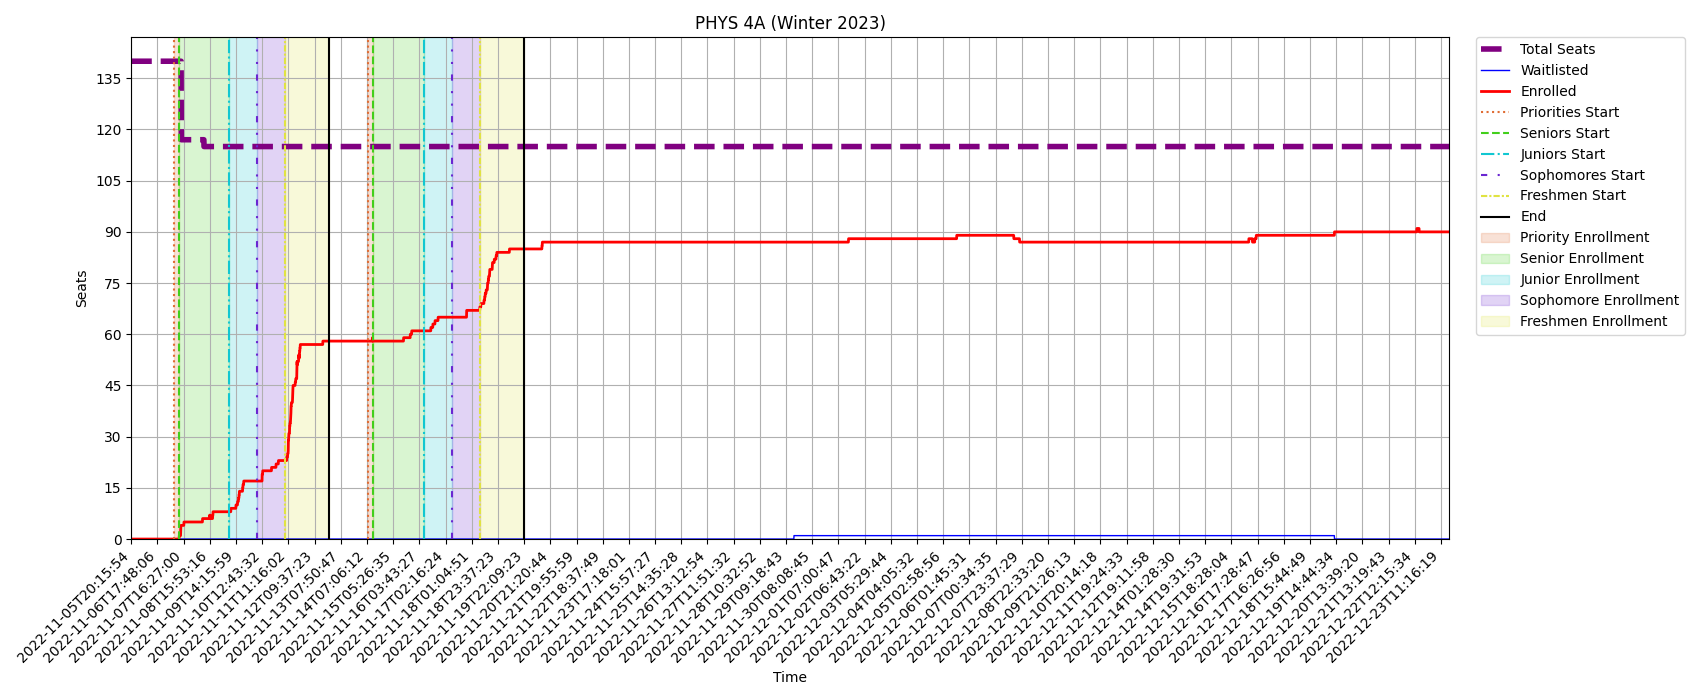 PHYS 4A (Winter 2023)
Seats
135
120
105
90
75
60
45
30
15
0
2022-11-05T20:15:54
2022-11-06T17:48:06
2022-11-07T16:27:00
2022-11-08T15:53:16
2022-11-09T14:15:59
2022-11-10T12:43:32
2022-11-11T11:16:02
2022-11-12T09:37:23
2022-11-13T07:50:47
2022-11-14T07:06:12
2022-11-15T05:26:35
2022-11-16T03:43:27
2022-11-17T02:16:24
2022-11-18T01:04:51
2022-11-18T23:37:23
2022-11-19T22:09:23
2022-11-20T21:20:44
2022-11-21T19:55:59
2022-11-22T18:37:49
2022-11-23T17:18:01
2022-11-24T15:57:27
2022-11-25T14:35:28
2022-11-26T13:12:54
2022-11-27T11:51:32
2022-11-28T10:32:52
2022-11-29T09:18:43
2022-11-30T08:08:45
2022-12-01T07:00:47
2022-12-02T06:43:22
2022-12-03T05:29:44
2022-12-04T04:05:32
2022-12-05T02:58:56
2022-12-06T01:45:31
2022-12-07T00:34:35
2022-12-07T23:37:29
2022-12-08T22:33:20
2022-12-09T21:26:13
2022-12-10T20:14:18
2022-12-11T19:24:33
2022-12-12T19:11:58
2022-12-14T01:28:30
2022-12-14T19:31:53
2022-12-15T18:28:04
2022-12-16T17:28:47
2022-12-17T16:26:56
2022-12-18T15:44:49
2022-12-19T14:44:34
2022-12-20T13:39:20
2022-12-21T13:19:43
2022-12-22T12:15:34
2022-12-23T11:16:19
Time
Total Seats
Waitlisted
Enrolled
Priorities Start
Seniors Start
Juniors Start
Sophomores Start
Freshmen Start
End
Priority Enrollment
Senior Enrollment
Junior Enrollment
Sophomore Enrollment
Freshmen Enrollment